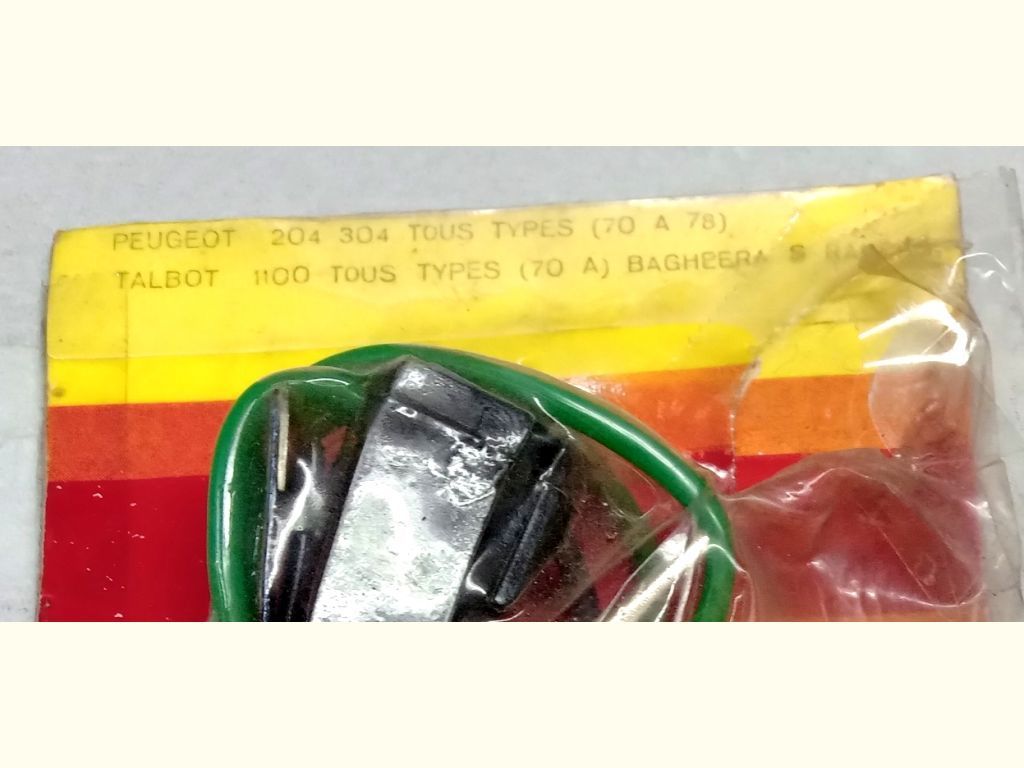 PEUGEOT 204 304 TOUS TYPES (70 A 78)
TALBOT 1100 TOUS TYPES (70 A) BAGHEERA S